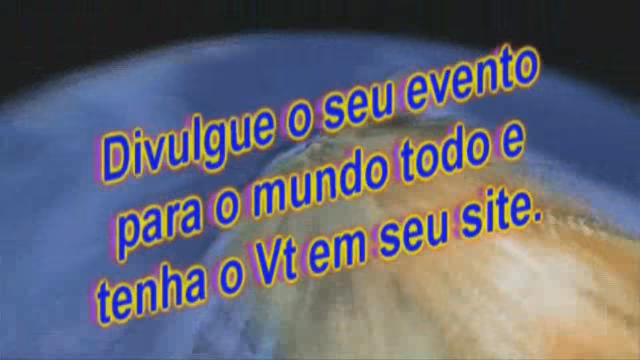 Divulgue o seu evento
para o mundo todo e
tenha o Vt em seu site.